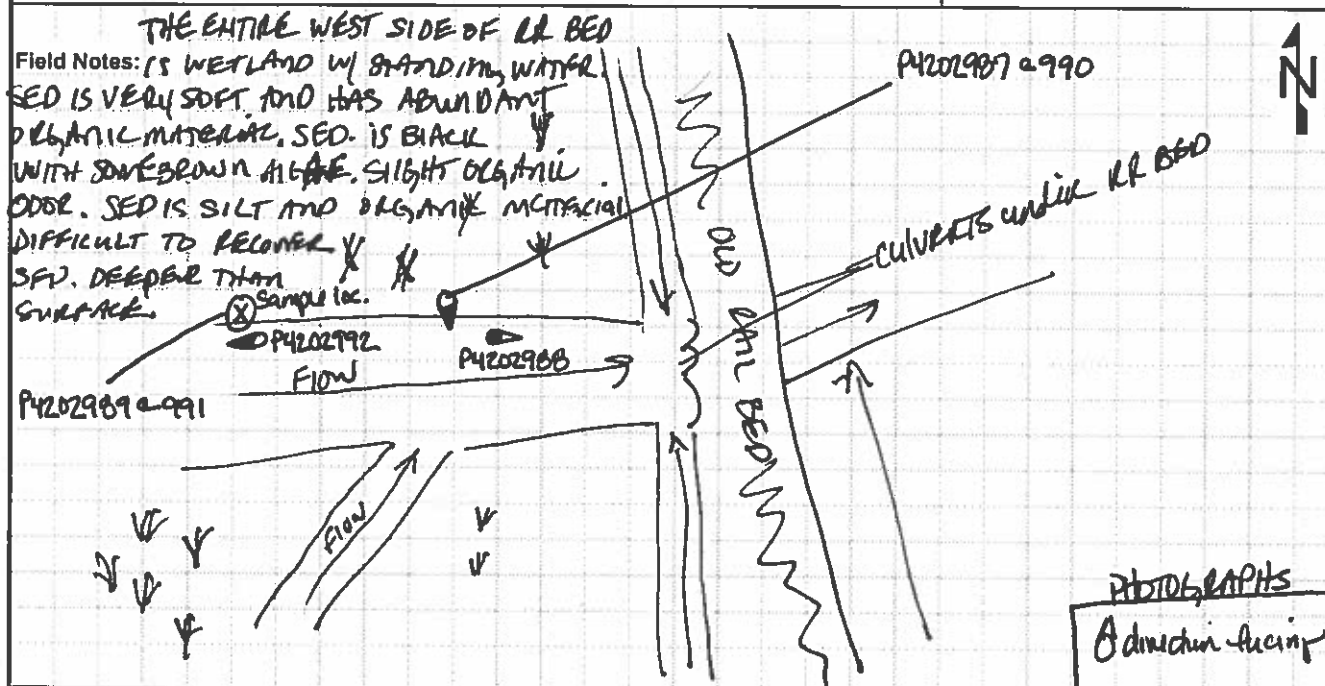 THE ENTIRE WEST SIDE OF RR BED
Field Notes: IS WETLAND W/ STANDING WATER.
SED IS VERY SOFT AND HAS ABUNDANT
ORGANIC MATERIAL. SED. IS BLACK
WITH SOME BROWN ALGAE. SLIGHT ORGANIC
ODOR. SED IS SILT AND ORGANIC MATERIAL
DIFFICULT TO RECOVER
SED. DEEPER THAN
SURFACE.
P4202987 & 990
N
CULVERTS under RR BED
OLD RAIL BED
Sample loc.
P4202992
P4202988
FLOW
P4202989 & 991
FLOW
PHOTOGRAPHS
direction facing